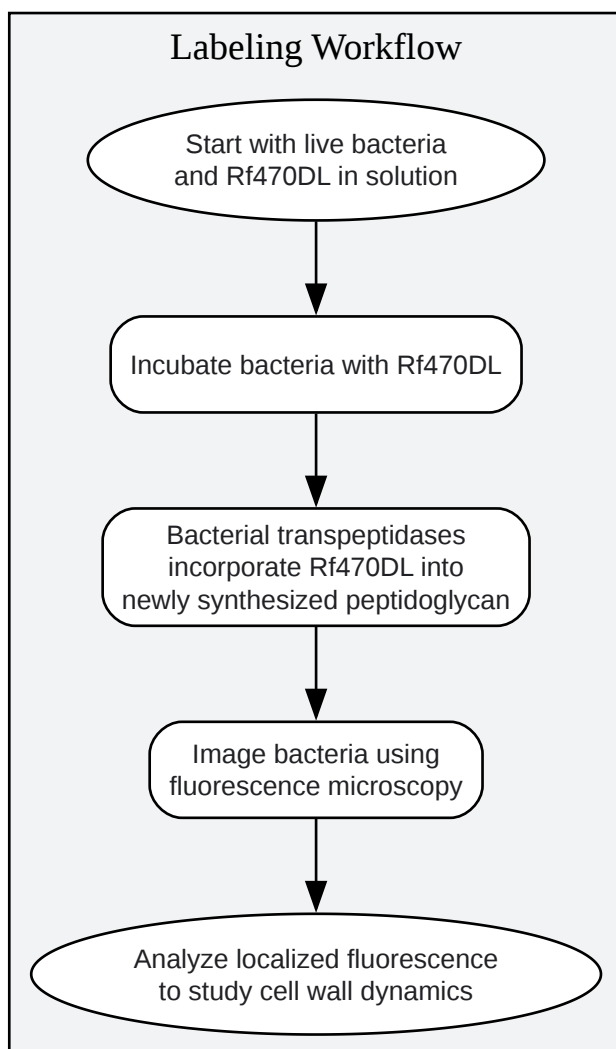 Labeling Workflow
Start with live bacteria
and Rf470DL in solution
Incubate bacteria with Rf470DL
Bacterial transpeptidases
incorporate Rf470DL into
newly synthesized peptidoglycan
Image bacteria using
fluorescence microscopy
Analyze localized fluorescence
to study cell wall dynamics